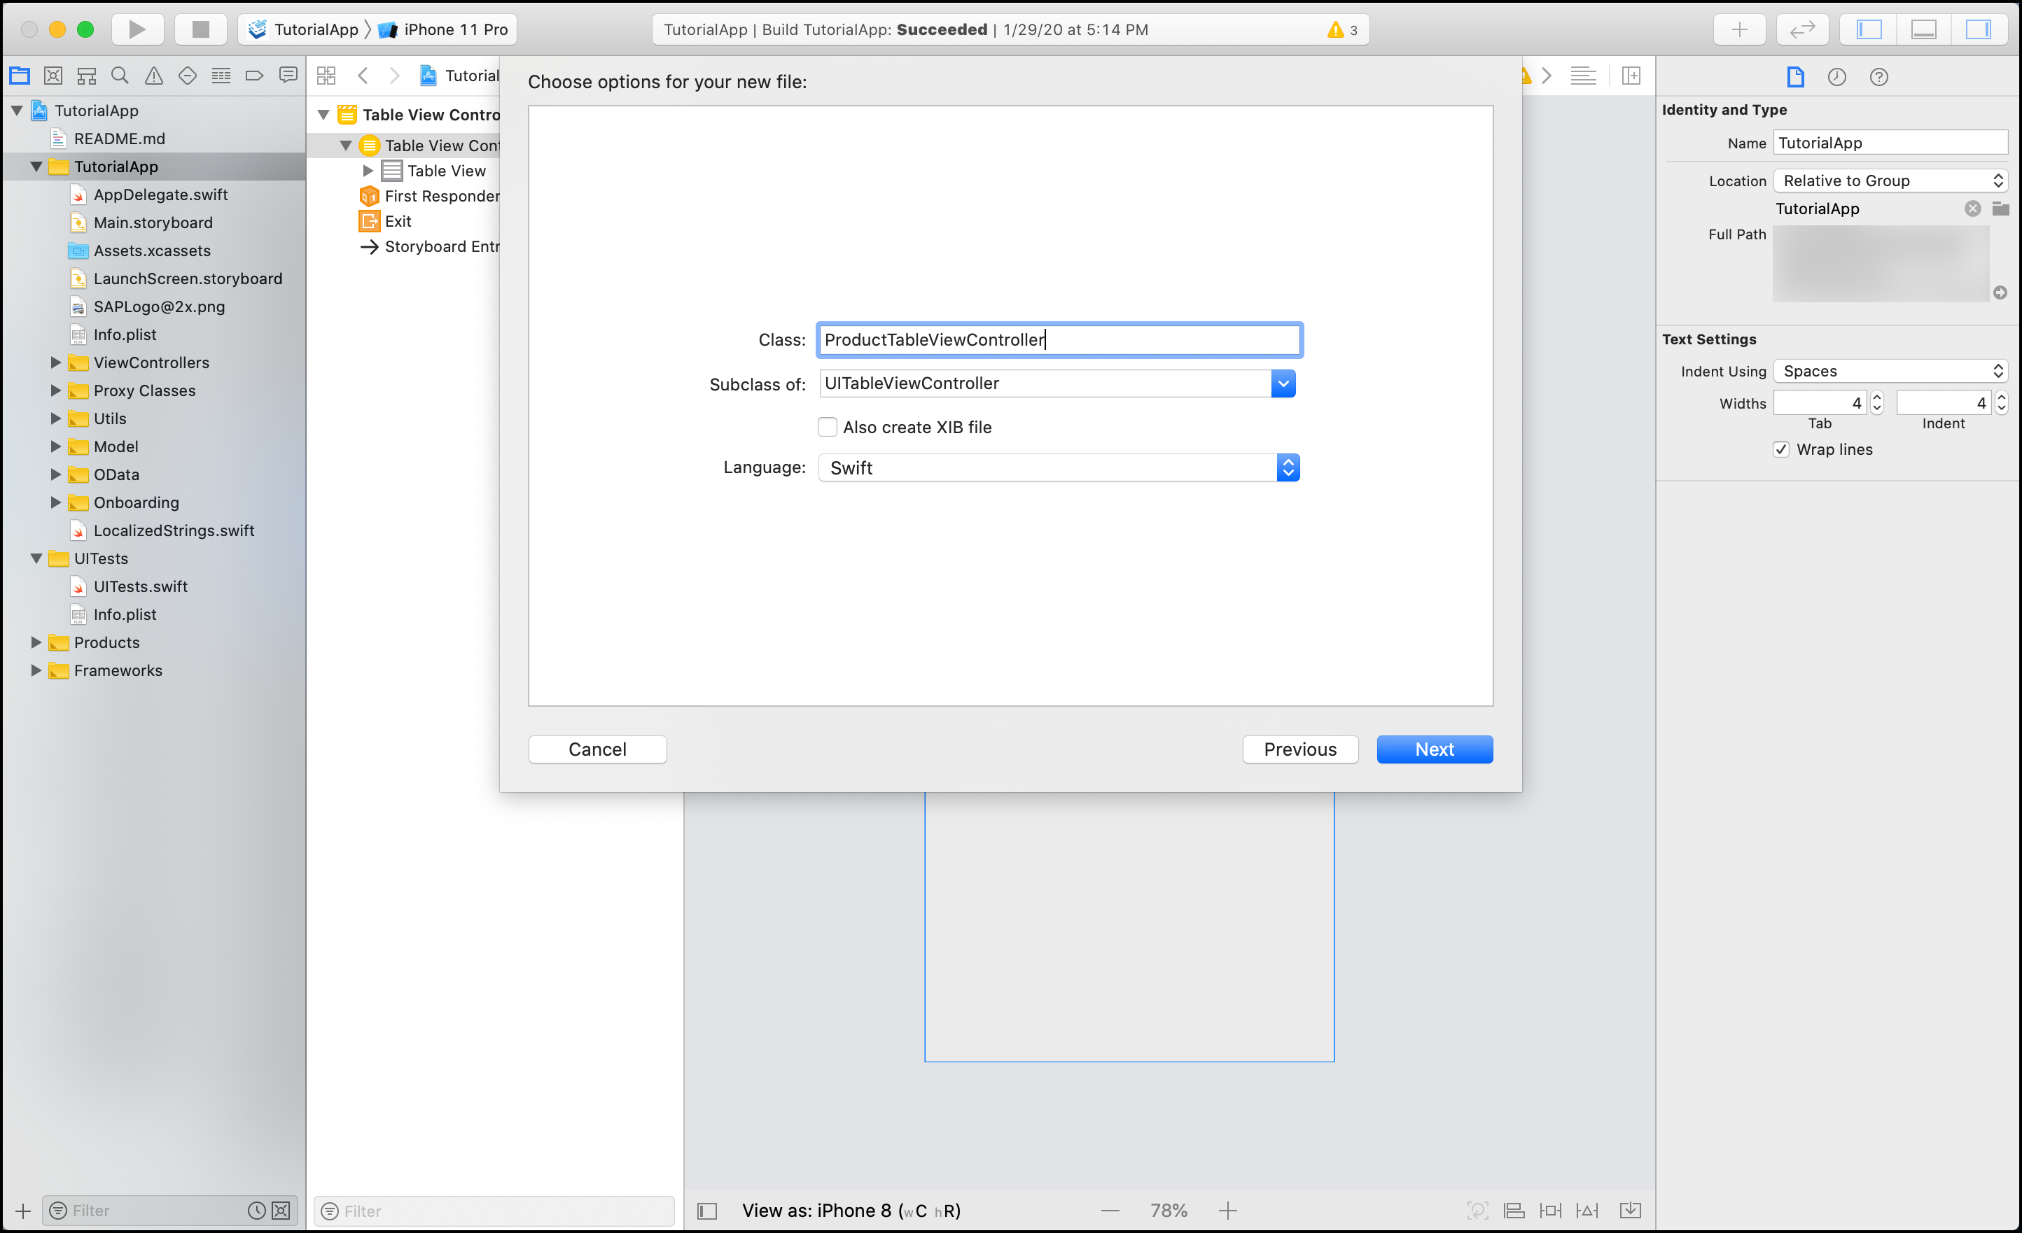 TutorialApp iPhone 11 Pro
TutorialApp | Build TutorialApp: Succeeded | 1/29/20 at 5:14 PM
3
Tutorial
Choose options for your new file:
TutorialApp
README.md
TutorialApp
AppDelegate.swift
Main.storyboard
Assets.xcassets
LaunchScreen.storyboard
SAPLogo@2x.png
Info.plist
ViewControllers
Proxy Classes
Utils
Model
OData
Onboarding
LocalizedStrings.swift
UITests
UITests.swift
Info.plist
Products
Frameworks
Filter
Table View Contro
Table View Cont
Table View
First Responder
Exit
Storyboard Entr
Filter
Class: ProductTableViewController
Subclass of: UITableViewController
Also create XIB file
Language: Swift
Cancel
Previous
Next
View as: iPhone 8 (wC hR)
78%
Identity and Type
Name TutorialApp
Location Relative to Group
TutorialApp
Full Path
Text Settings
Indent Using Spaces
Widths 4 4
Tab Indent
Wrap lines